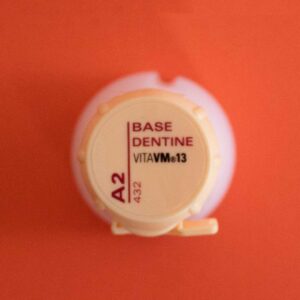 BASE
DENTINE
VITAVM®13
A2
432